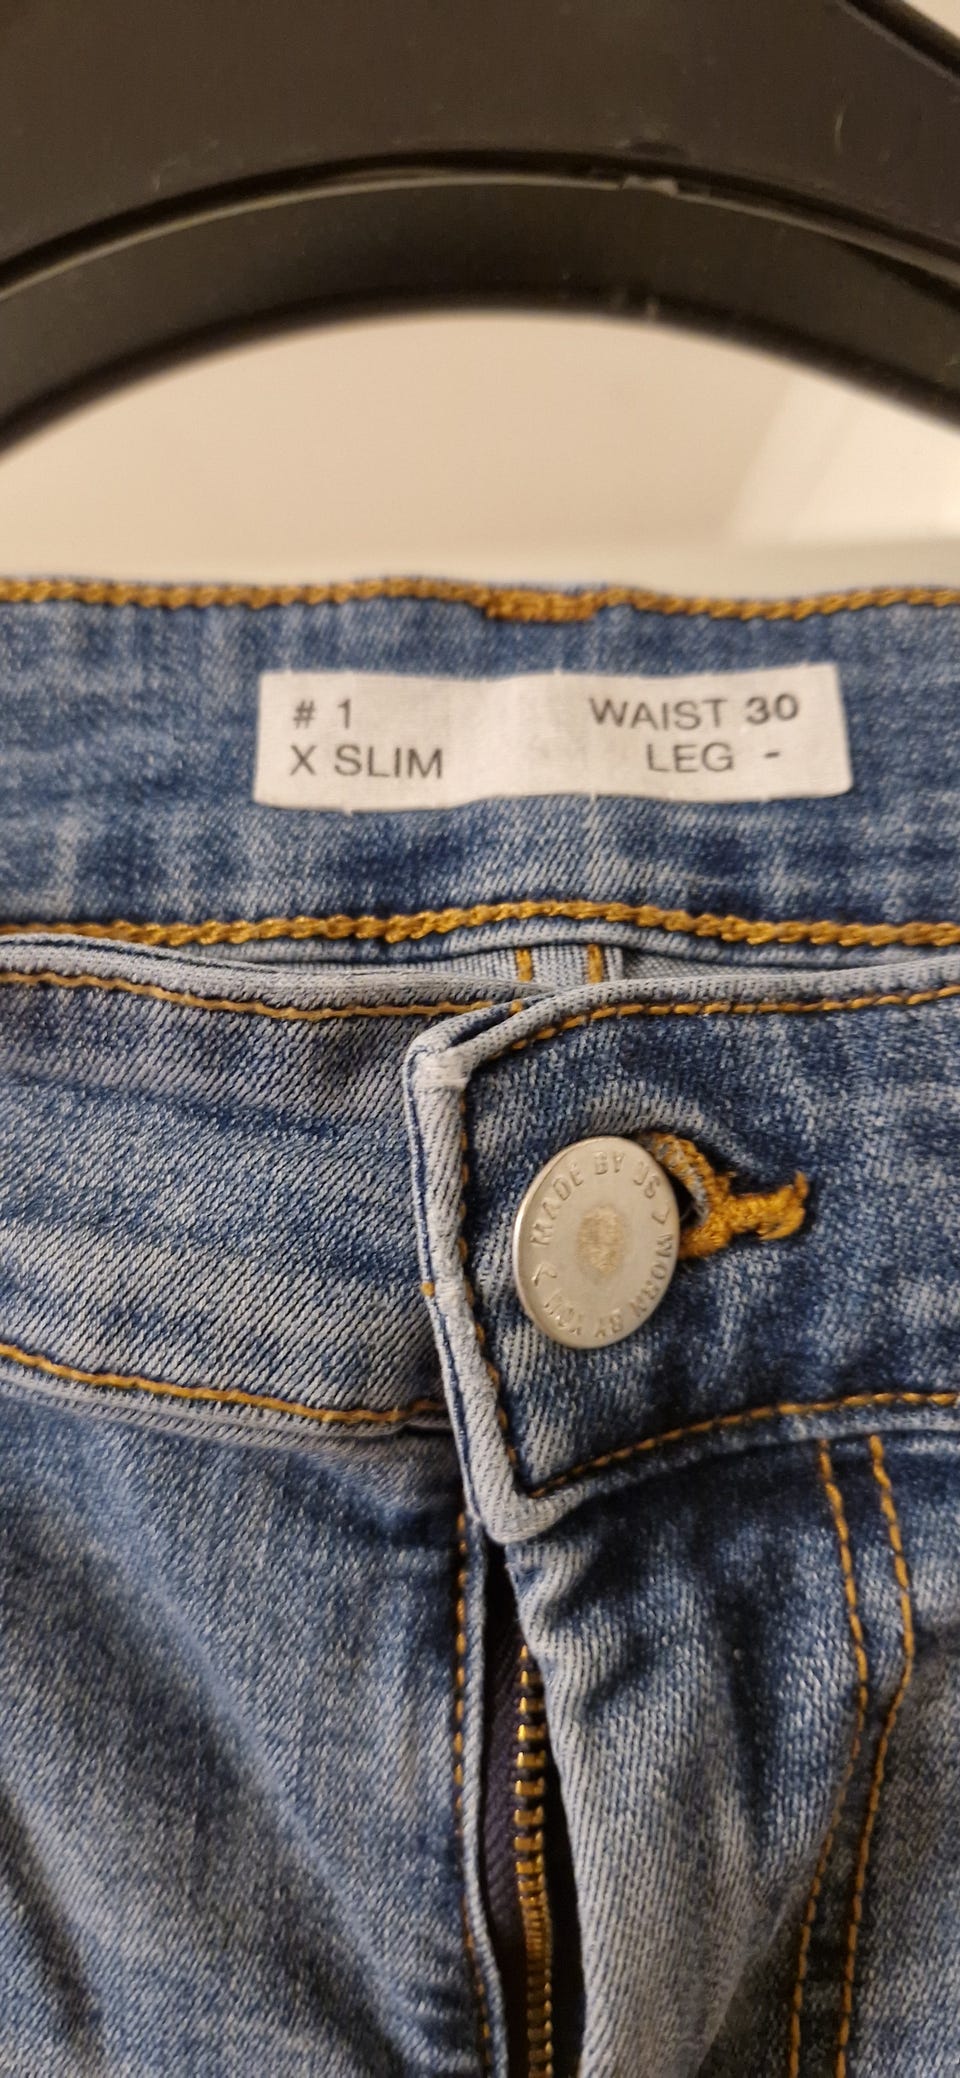 # 1 WAIST 30
X SLIM LEG -
MADE BY US
WORN BY YOU